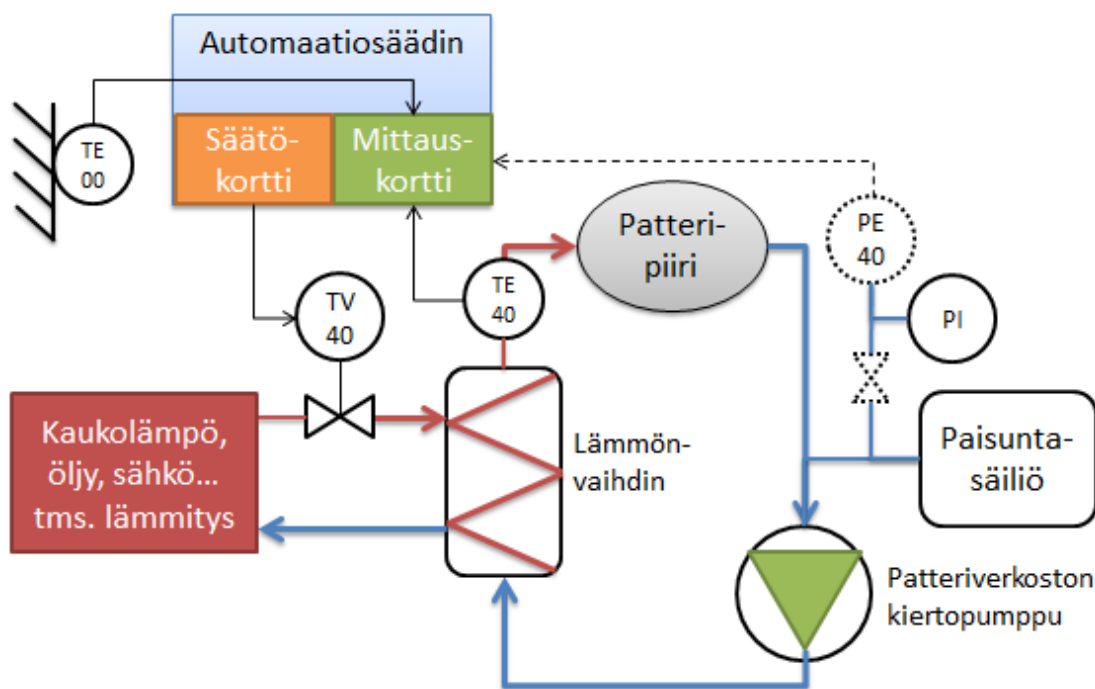 Automaatiosäädin
TE
00
Säätö-
kortti
Mittaus-
kortti
Patteri-
piiri
PE
40
TV
40
TE
40
PI
Kaukolämpö,
öljy, sähkö...
tms. lämmitys
Lämmön-
vaihdin
Paisunta-
säiliö
Patteriverkoston
kiertopumppu